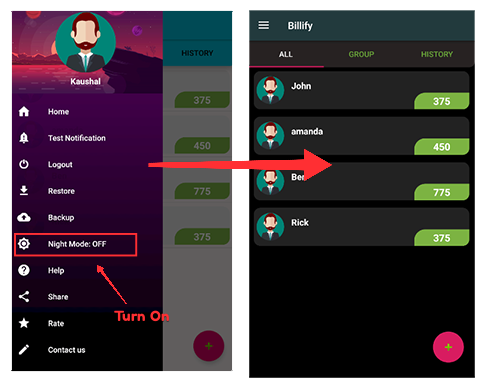 HISTORY
Kaushal
375
450
775
375
Home
Test Notification
Logout
Restore
Backup
Night Mode: OFF
Help
Share
Rate
Contact us
Turn On
Billify
ALL GROUP HISTORY
John
375
amanda
450
Ben
775
Rick
375